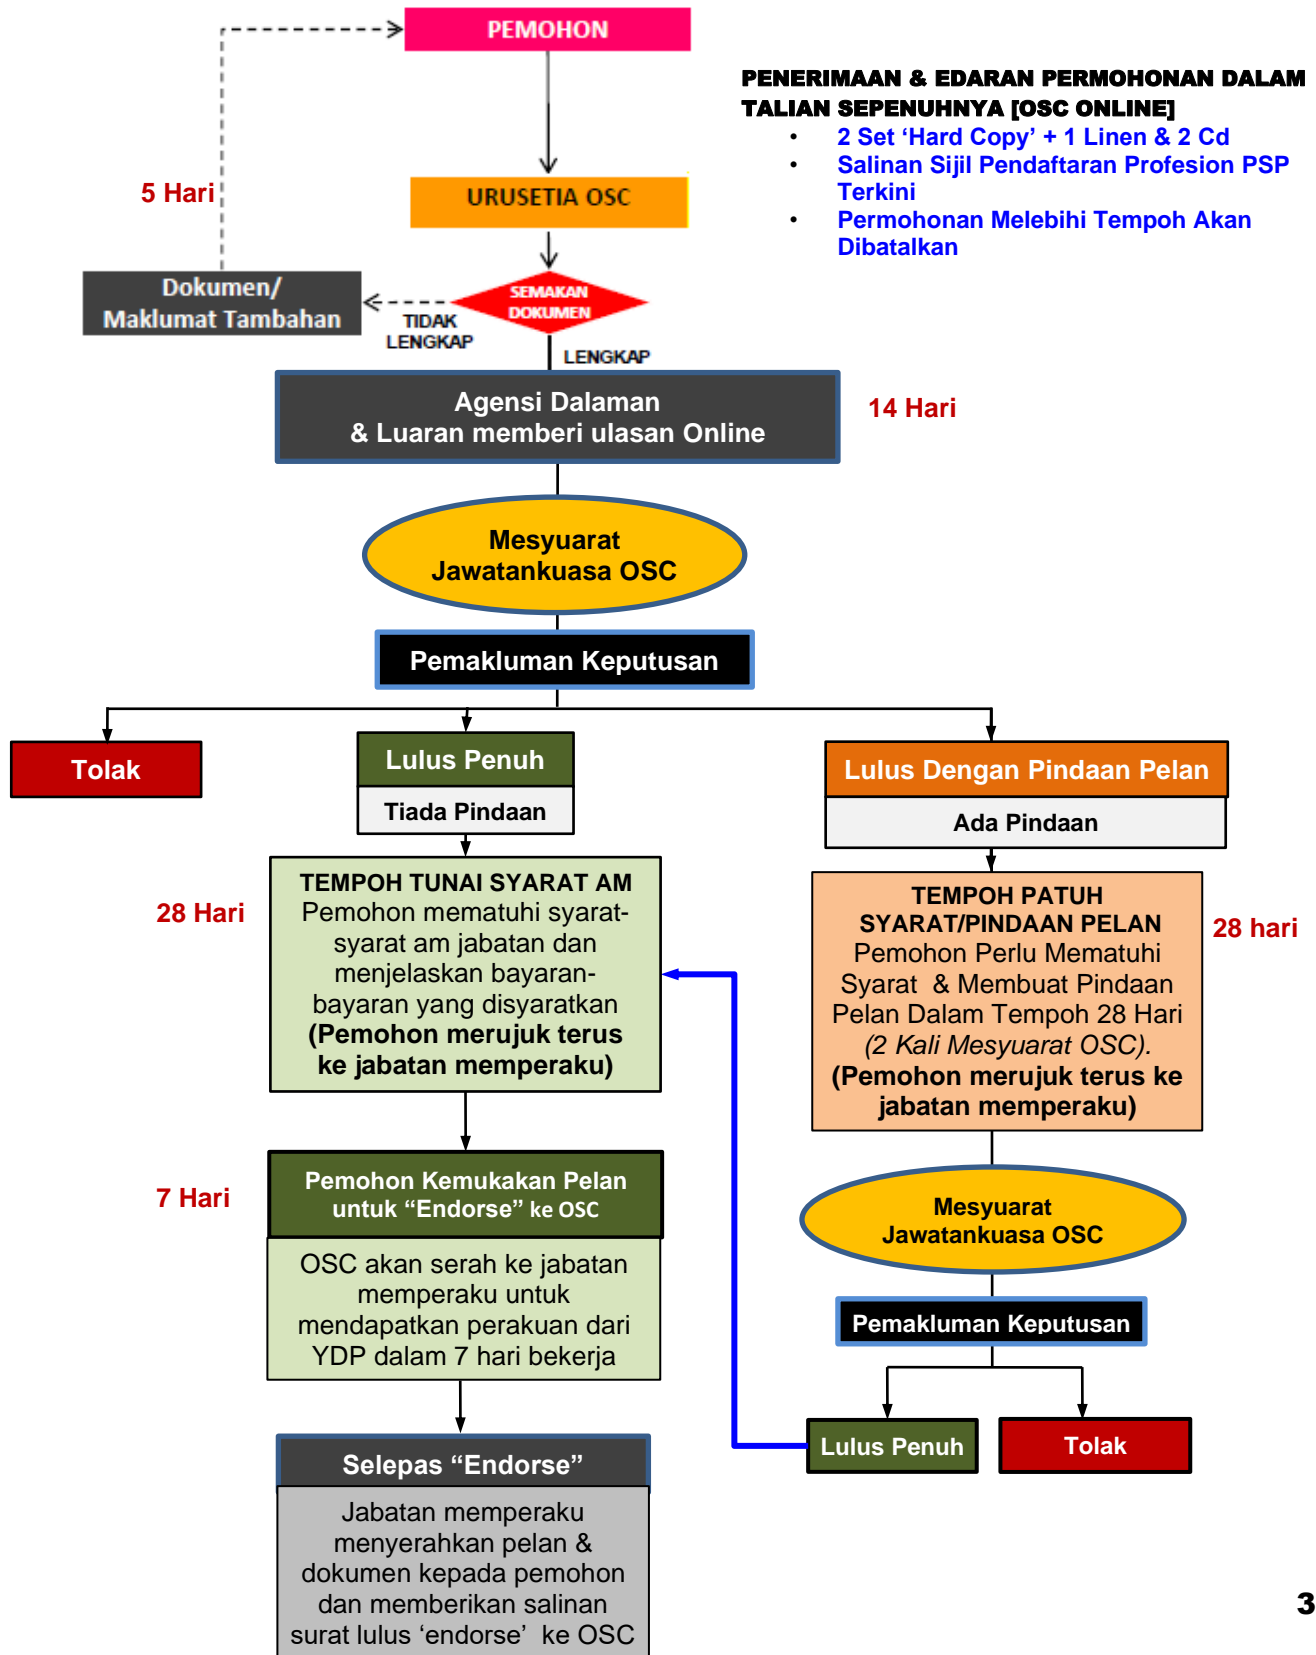 PEMOHON
PENERIMAAN & EDARAN PERMOHONAN DALAM
TALIAN SEPENUHNYA [OSC ONLINE]
• 2 Set ‘Hard Copy’ + 1 Linen & 2 Cd
• Salinan Sijil Pendaftaran Profesion PSP
Terkini
• Permohonan Melebihi Tempoh Akan
Dibatalkan
5 Hari
URUSETIA OSC
Dokumen/
Maklumat Tambahan
SEMAKAN
DOKUMEN
TIDAK
LENGKAP
LENGKAP
Agensi Dalaman
& Luaran memberi ulasan Online
14 Hari
Mesyuarat
Jawatankuasa OSC
Pemakluman Keputusan
Tolak
Lulus Penuh
Tiada Pindaan
Lulus Dengan Pindaan Pelan
Ada Pindaan
28 Hari
TEMPOH TUNAI SYARAT AM
Pemohon mematuhi syarat-
syarat am jabatan dan
menjelaskan bayaran-
bayaran yang disyaratkan
(Pemohon merujuk terus
ke jabatan memperaku)
TEMPOH PATUH
SYARAT/PINDAAN PELAN
Pemohon Perlu Mematuhi
Syarat & Membuat Pindaan
Pelan Dalam Tempoh 28 Hari
(2 Kali Mesyuarat OSC).
(Pemohon merujuk terus ke
jabatan memperaku)
28 hari
7 Hari
Pemohon Kemukakan Pelan
untuk “Endorse” ke OSC
OSC akan serah ke jabatan
memperaku untuk
mendapatkan perakuan dari
YDP dalam 7 hari bekerja
Mesyuarat
Jawatankuasa OSC
Pemakluman Keputusan
Lulus Penuh
Tolak
Selepas “Endorse”
Jabatan memperaku
menyerahkan pelan &
dokumen kepada pemohon
dan memberikan salinan
surat lulus ‘endorse’ ke OSC
3